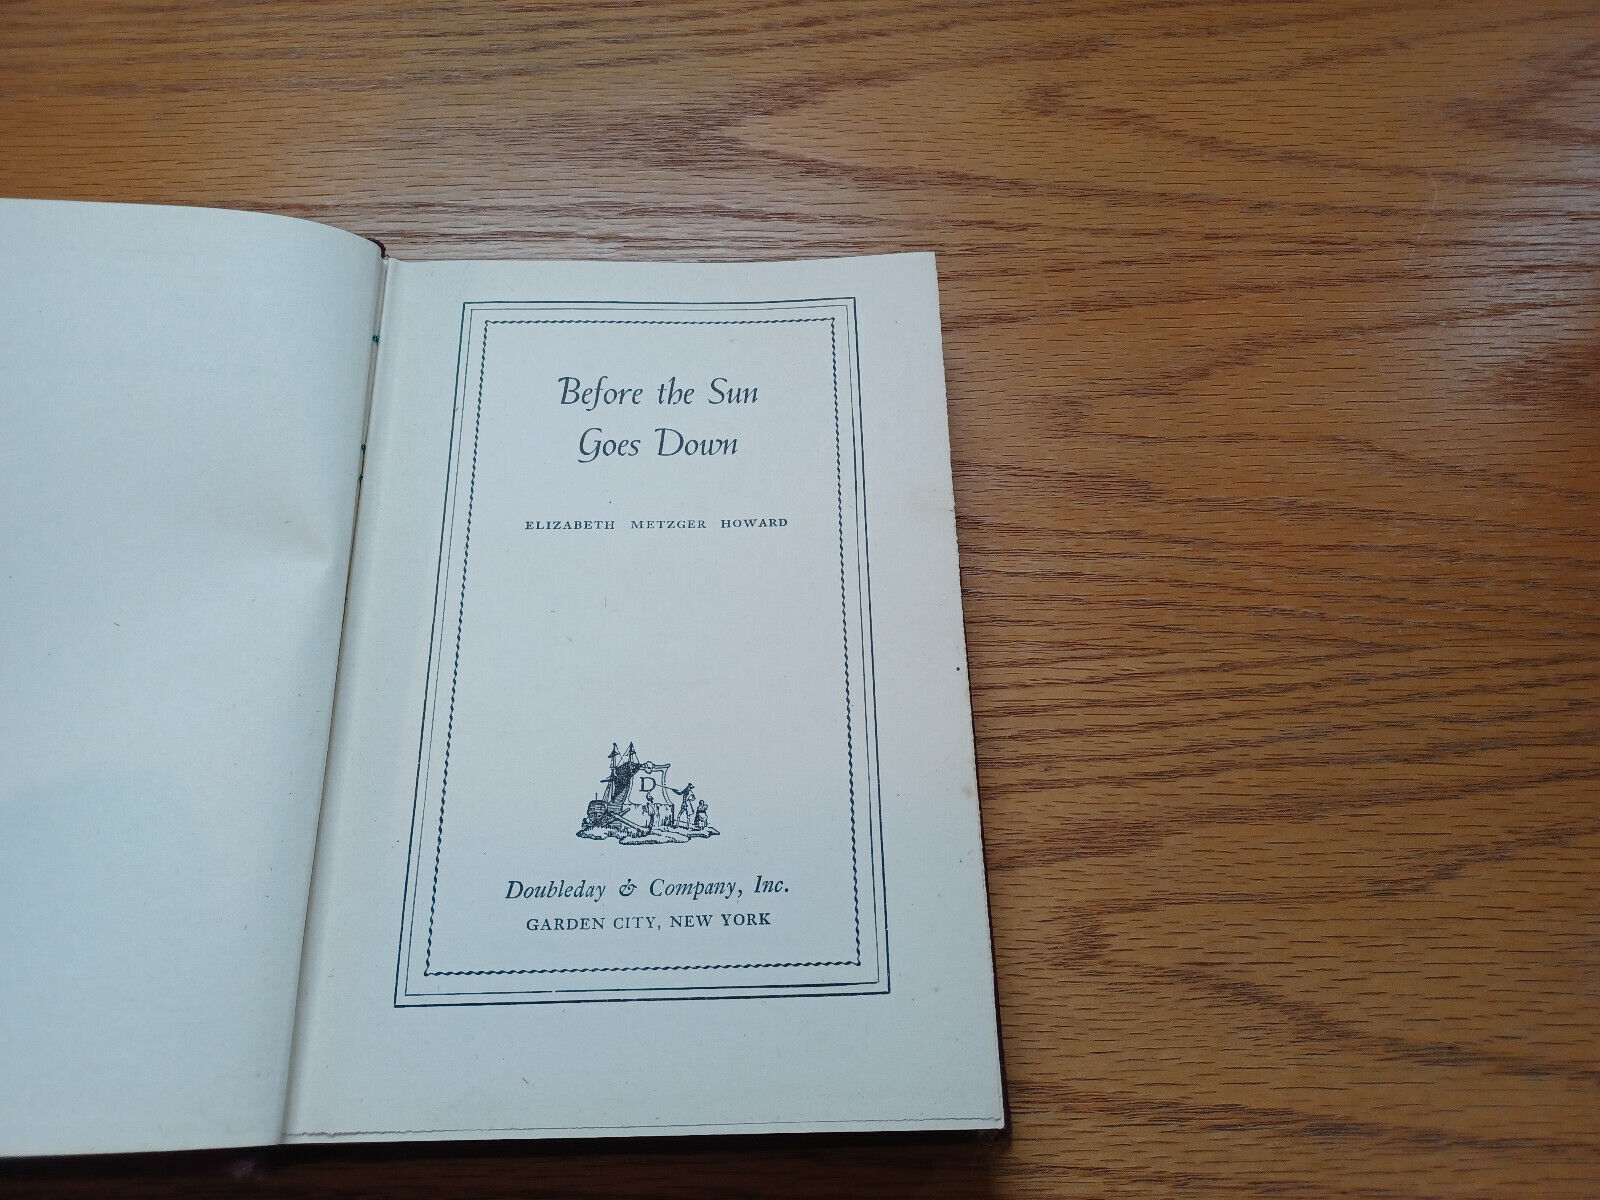 Before the Sun
Goes Down
ELIZABETH METZGER HOWARD
D
Doubleday & Company, Inc.
GARDEN CITY, NEW YORK